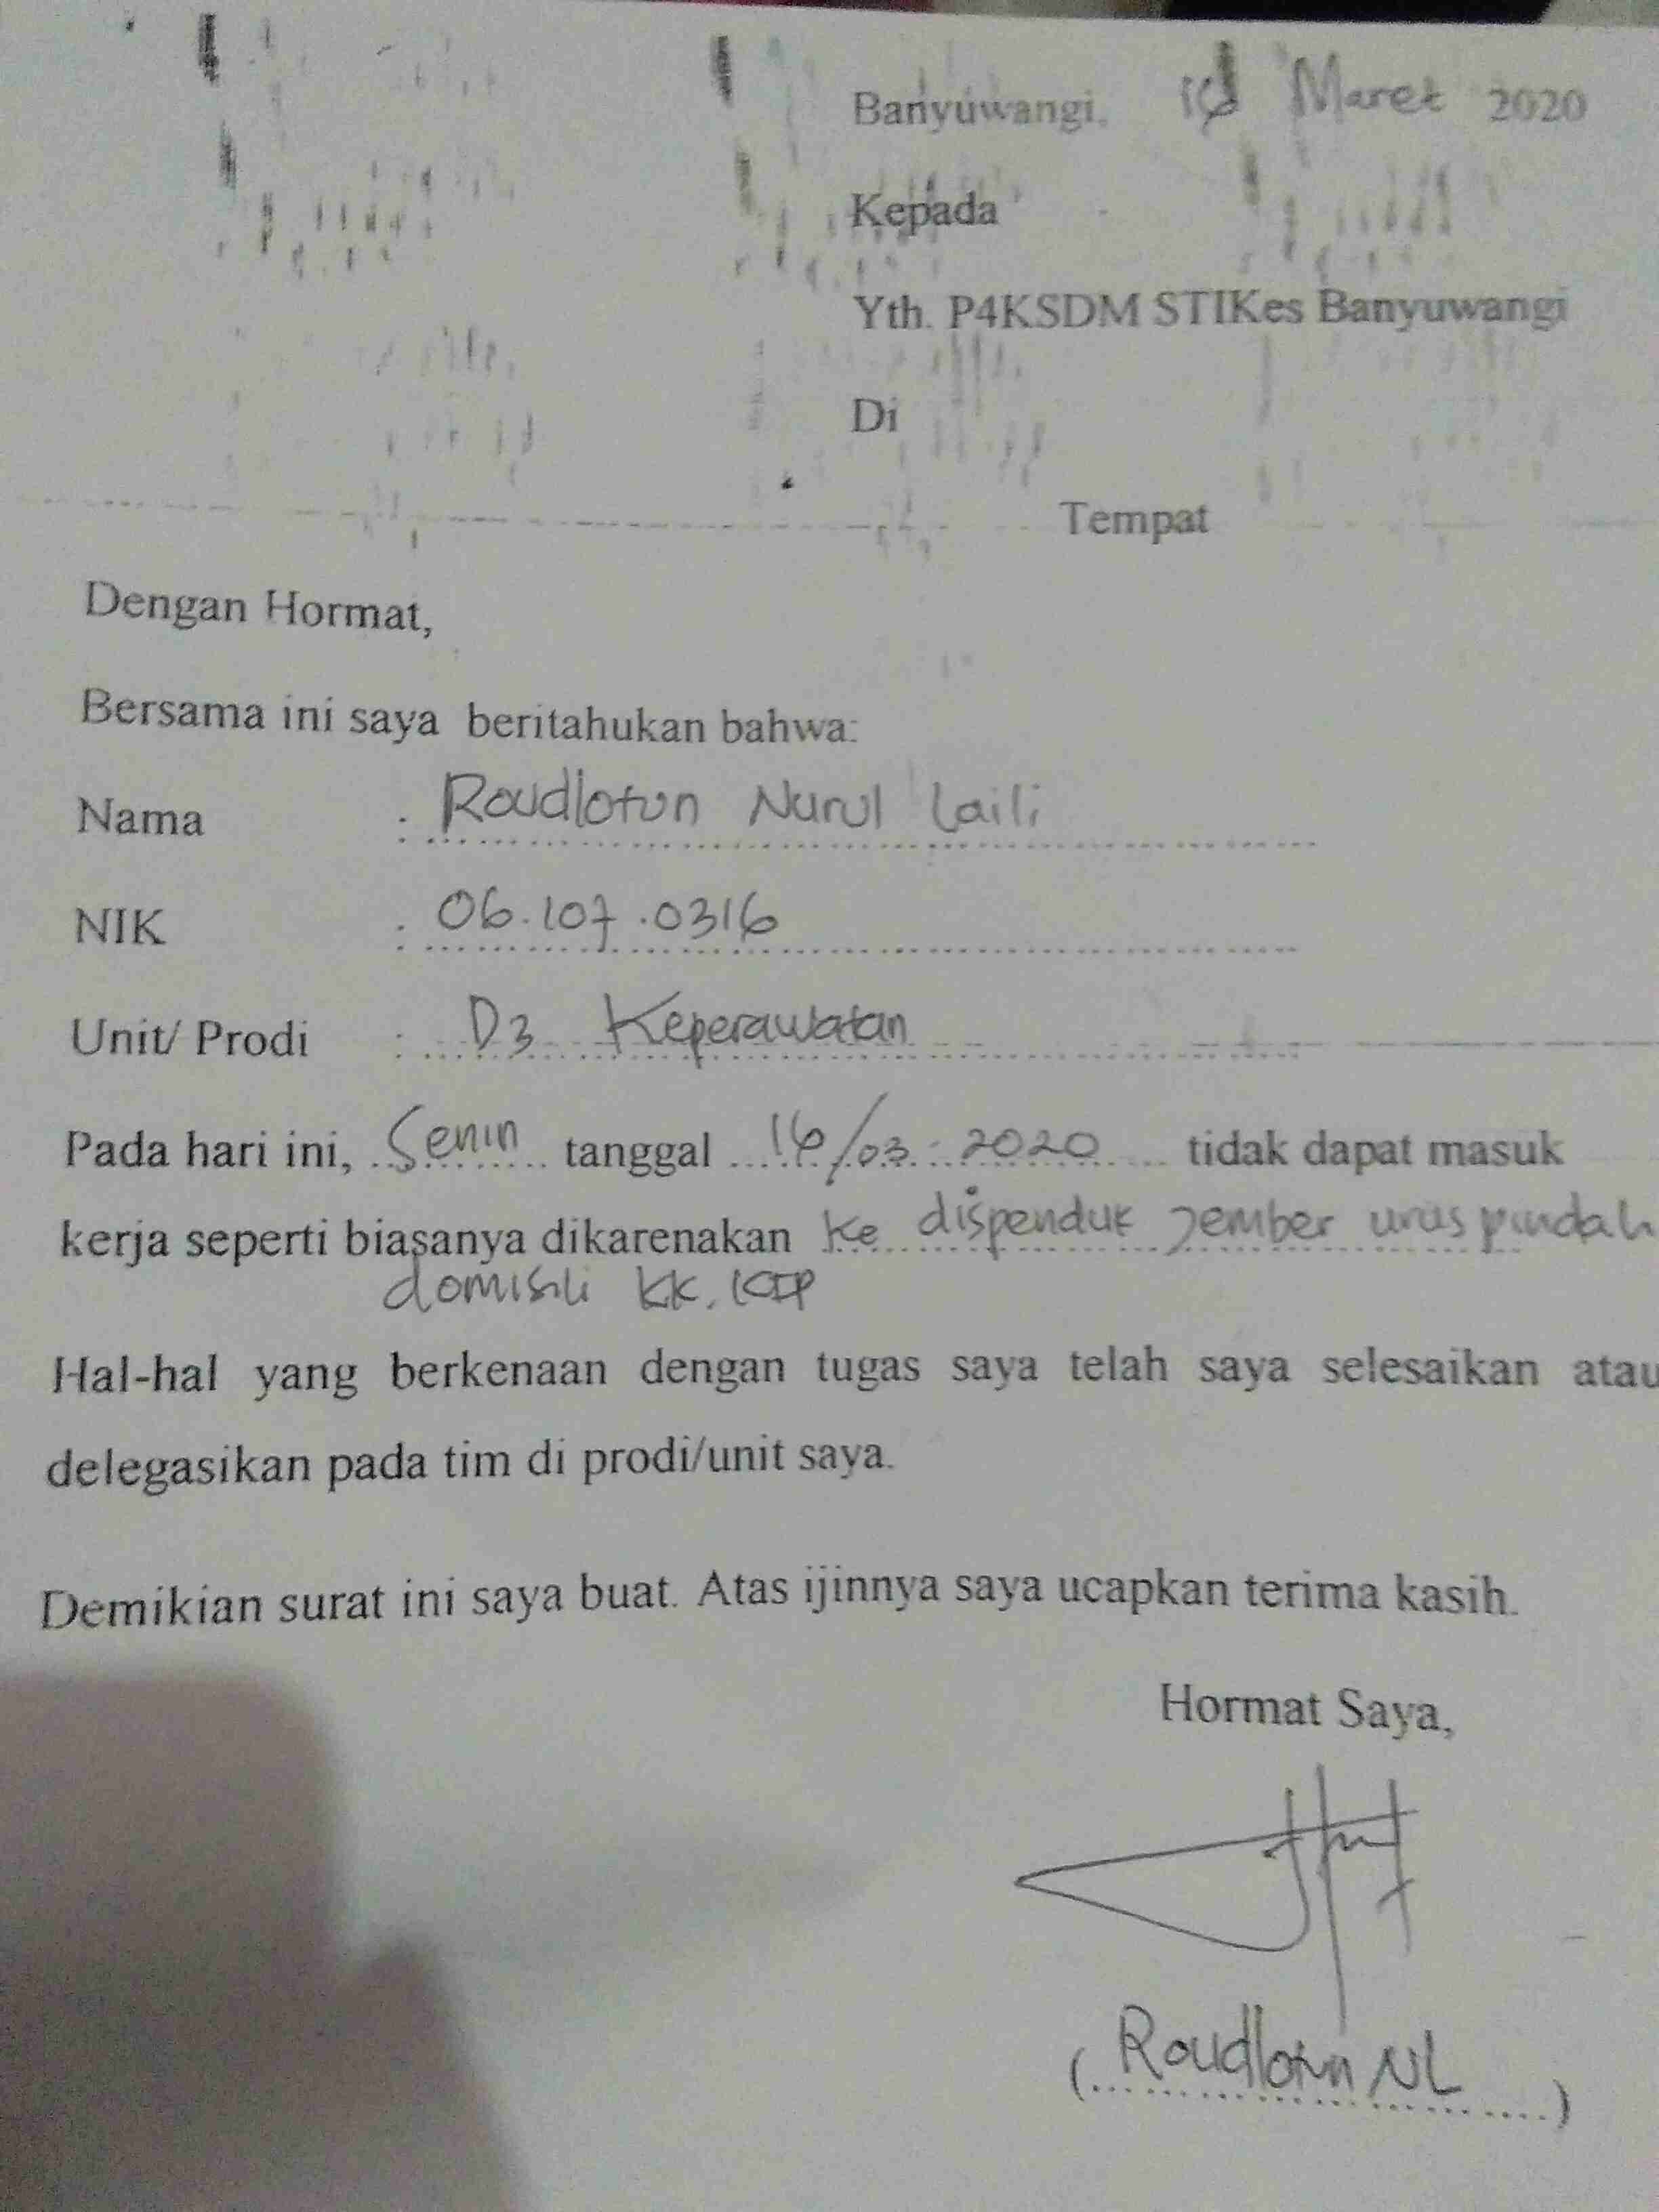 Banyuwangi, Maret 2020
Kepada
Yth. P4KSDM STIKes Banyuwangi
Di
Tempat
Dengan Hormat,
Bersama ini saya beritahukan bahwa:
Nama : Roudlotun Nurul Laili
NIK : 06.107.0316
Unit/ Prodi : D3 Keperawatan
Pada hari ini, Senin tanggal 16/03-2020 tidak dapat masuk
kerja seperti biasanya dikarenakan ke dispenduk Jember urus pindah
domisili KK, KTP
Hal-hal yang berkenaan dengan tugas saya telah saya selesaikan atau
delegasikan pada tim di prodi/unit saya.
Demikian surat ini saya buat. Atas ijinnya saya ucapkan terima kasih.
Hormat Saya,
(Roudlotun NL)